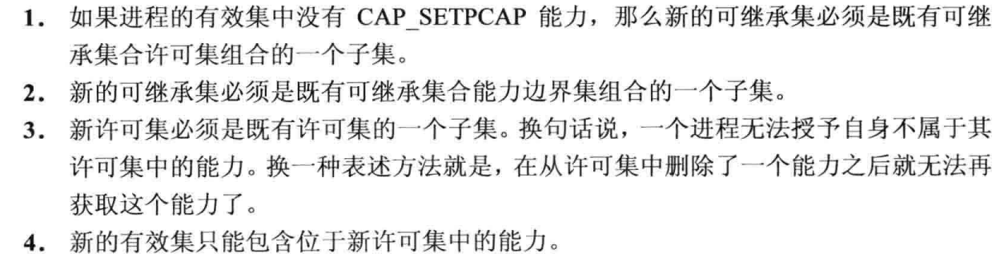 1. 如果进程的有效集中没有 CAP_SETPCAP 能力，那么新的可继承集必须是既有可继
承集合许可集组合的一个子集。
2. 新的可继承集必须是既有可继承集合能力边界集组合的一个子集。
3. 新许可集必须是既有许可集的一个子集。换句话说，一个进程无法授予自身不属于其
许可集中的能力。换一种表述方法就是，在从许可集中删除了一个能力之后就无法再
获取这个能力了。
4. 新的有效集只能包含位于新许可集中的能力。